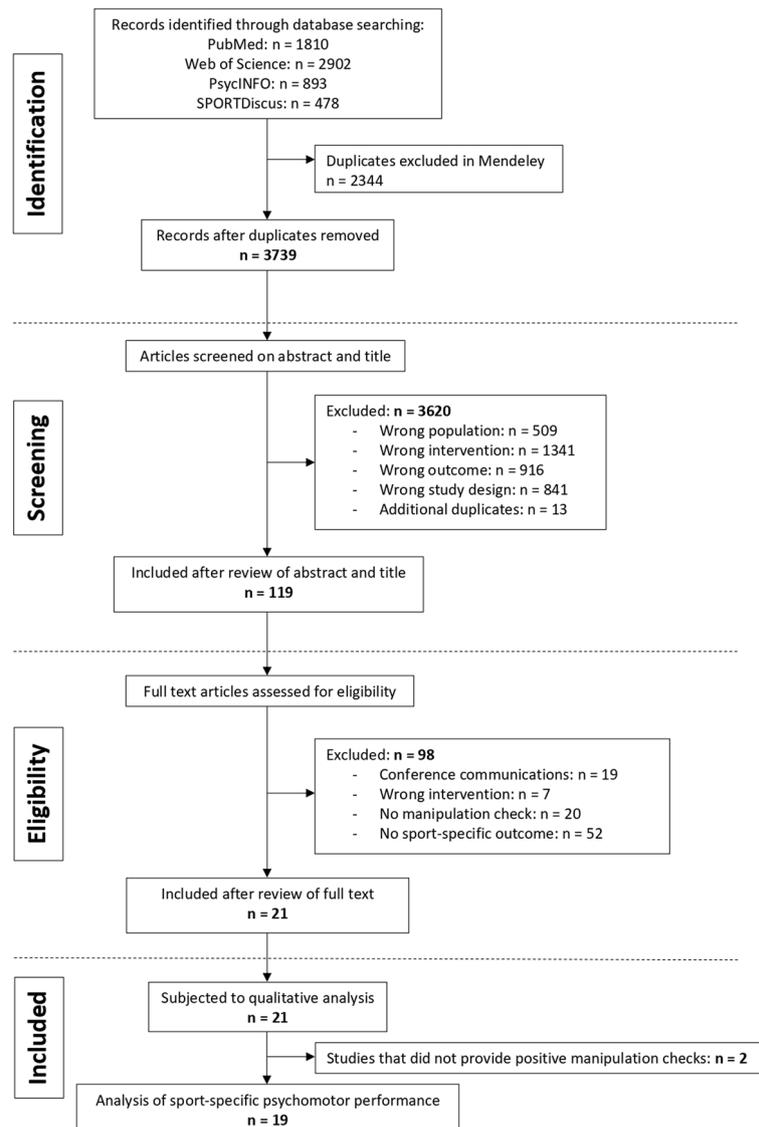 Identification
Records identified through database searching:
PubMed: n = 1810
Web of Science: n = 2902
PsycINFO: n = 893
SPORTDiscus: n = 478
Duplicates excluded in Mendeley
n = 2344
Records after duplicates removed
n = 3739
Screening
Articles screened on abstract and title
Excluded: n = 3620
- Wrong population: n = 509
- Wrong intervention: n = 1341
- Wrong outcome: n = 916
- Wrong study design: n = 841
- Additional duplicates: n = 13
Included after review of abstract and title
n = 119
Eligibility
Full text articles assessed for eligibility
Excluded: n = 98
- Conference communications: n = 19
- Wrong intervention: n = 7
- No manipulation check: n = 20
- No sport-specific outcome: n = 52
Included after review of full text
n = 21
Included
Subjected to qualitative analysis
n = 21
Studies that did not provide positive manipulation checks: n = 2
Analysis of sport-specific psychomotor performance
n = 19